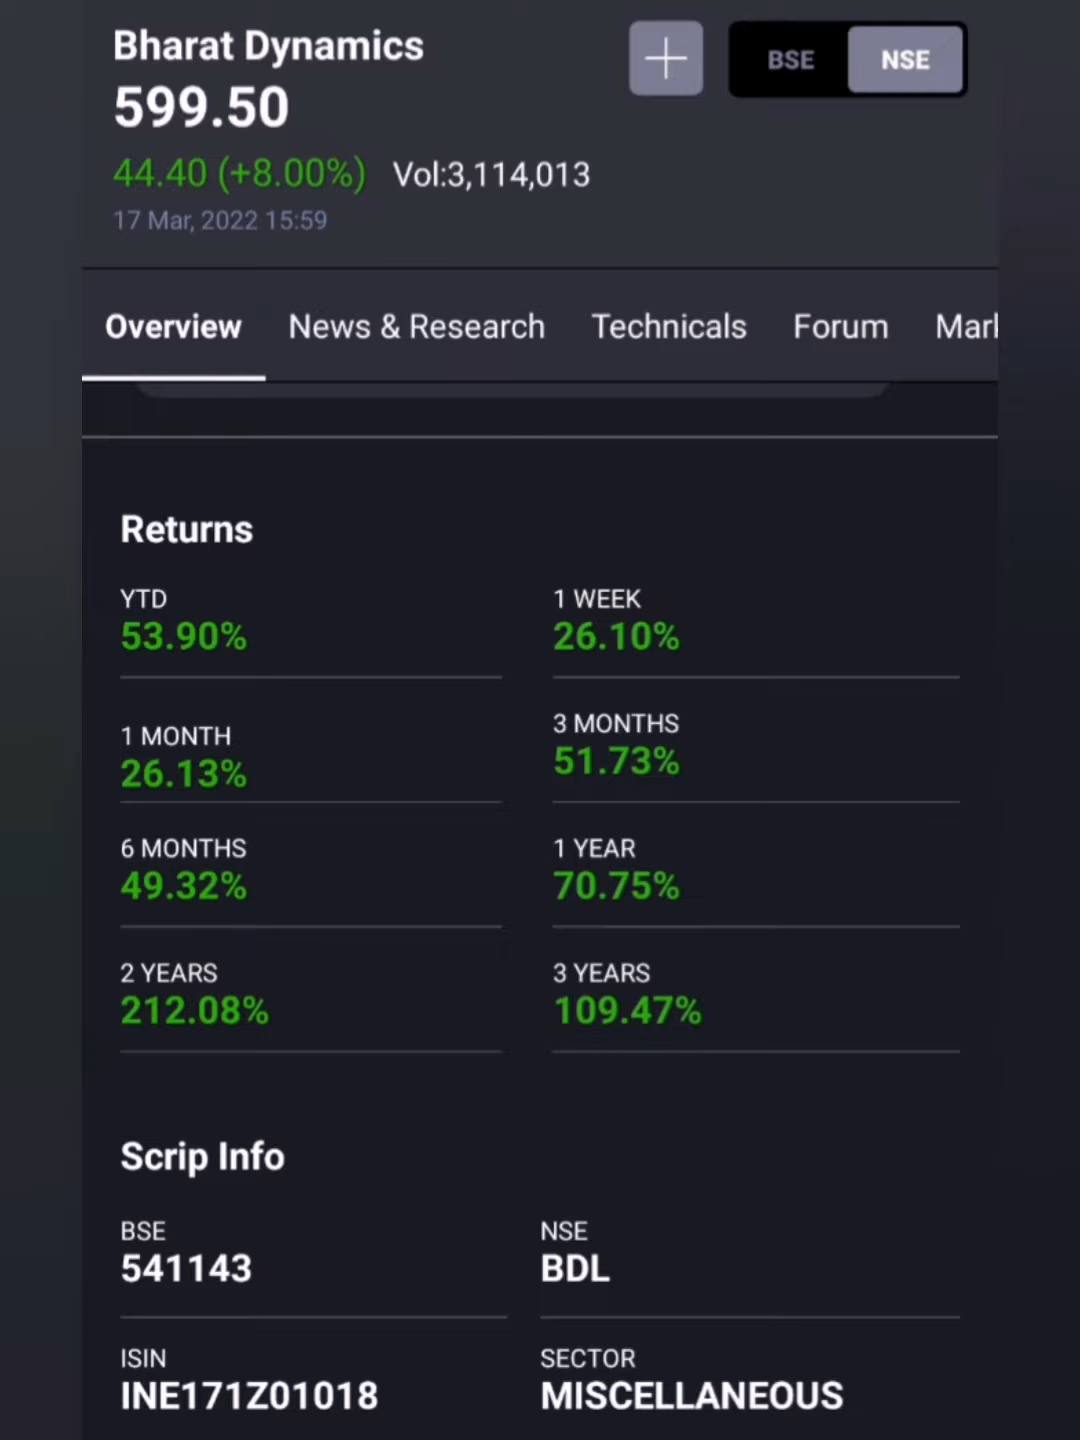 Bharat Dynamics
599.50
BSE NSE
44.40 (+8.00%) Vol:3,114,013
17 Mar, 2022 15:59
Overview News & Research Technicals Forum
Returns
YTD 1 WEEK
53.90% 26.10%
1 MONTH 3 MONTHS
26.13% 51.73%
6 MONTHS 1 YEAR
49.32% 70.75%
2 YEARS 3 YEARS
212.08% 109.47%
Scrip Info
BSE NSE
541143 BDL
ISIN SECTOR
INE171Z01018 MISCELLANEOUS